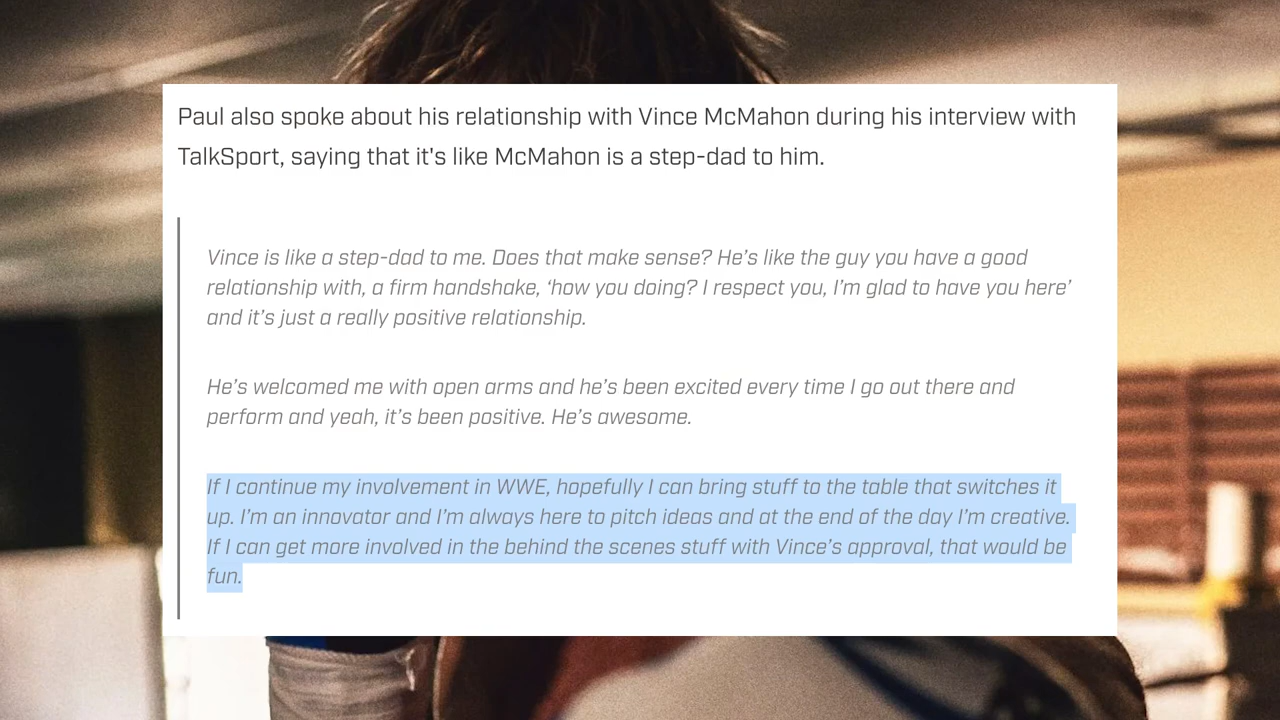 Paul also spoke about his relationship with Vince McMahon during his interview with
TalkSport, saying that it's like McMahon is a step-dad to him.
Vince is like a step-dad to me. Does that make sense? He’s like the guy you have a good
relationship with, a firm handshake, ‘how you doing? I respect you, I’m glad to have you here’
and it’s just a really positive relationship.
He’s welcomed me with open arms and he’s been excited every time I go out there and
perform and yeah, it’s been positive. He’s awesome.
If I continue my involvement in WWE, hopefully I can bring stuff to the table that switches it
up. I’m an innovator and I’m always here to pitch ideas and at the end of the day I’m creative.
If I can get more involved in the behind the scenes stuff with Vince’s approval, that would be
fun.